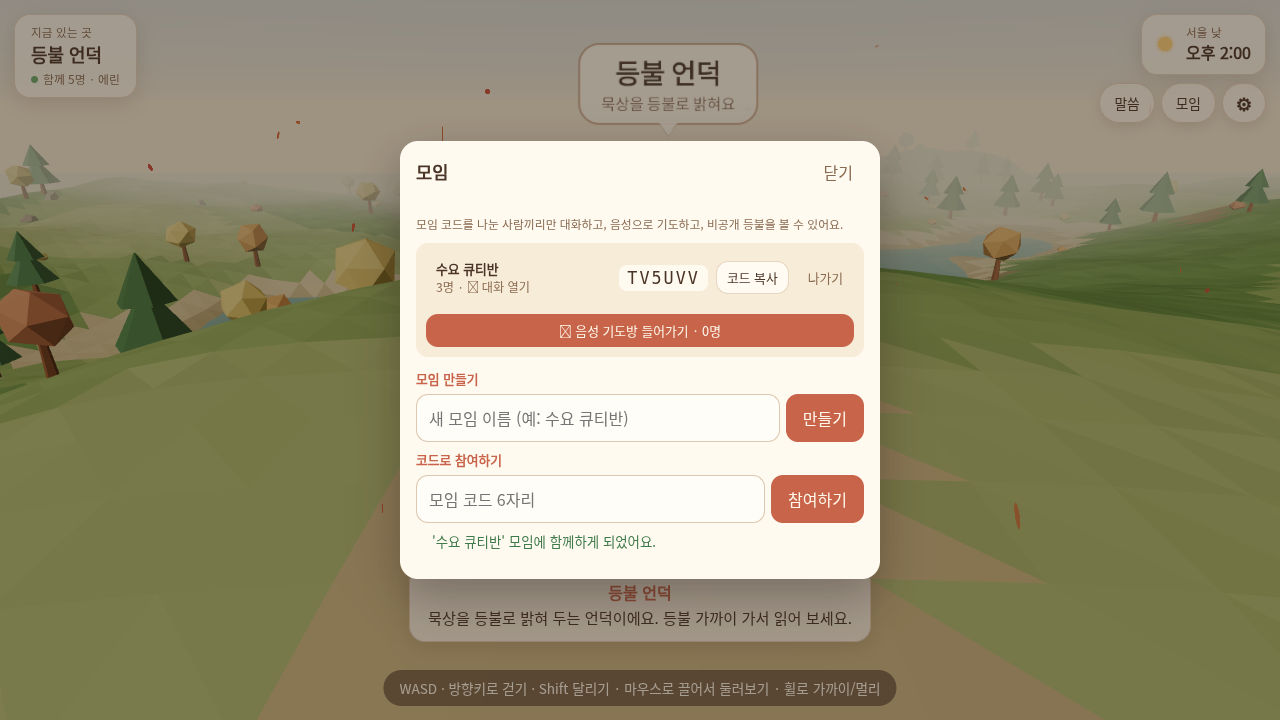 지금 있는 곳
등불 언덕
함께 5명 · 에린
등불 언덕
묵상을 등불로 밝혀요
서울 낮
오후 2:00
말씀
모임
모임
닫기
모임 코드를 나눈 사람끼리만 대화하고, 음성으로 기도하고, 비공개 등불을 볼 수 있어요.
수요 큐티반
3명 · 대화 열기
TV5UVV
코드 복사
나가기
음성 기도방 들어가기 · 0명
모임 만들기
새 모임 이름 (예: 수요 큐티반)
만들기
코드로 참여하기
모임 코드 6자리
참여하기
'수요 큐티반' 모임에 함께하게 되었어요.
등불 언덕
묵상을 등불로 밝혀 두는 언덕이에요. 등불 가까이 가서 읽어 보세요.
WASD · 방향키로 걷기 · Shift 달리기 · 마우스로 끌어서 둘러보기 · 휠로 가까이/멀리